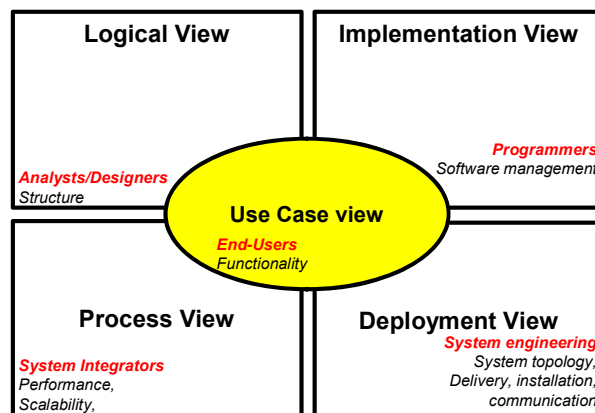 Logical View
Implementation View
Analysts/Designers
Structure
Programmers
Software management
Use Case view
End-Users
Functionality
Process View
System Integrators
Performance,
Scalability,
Deployment View
System engineering
System topology,
Delivery, installation,
communication